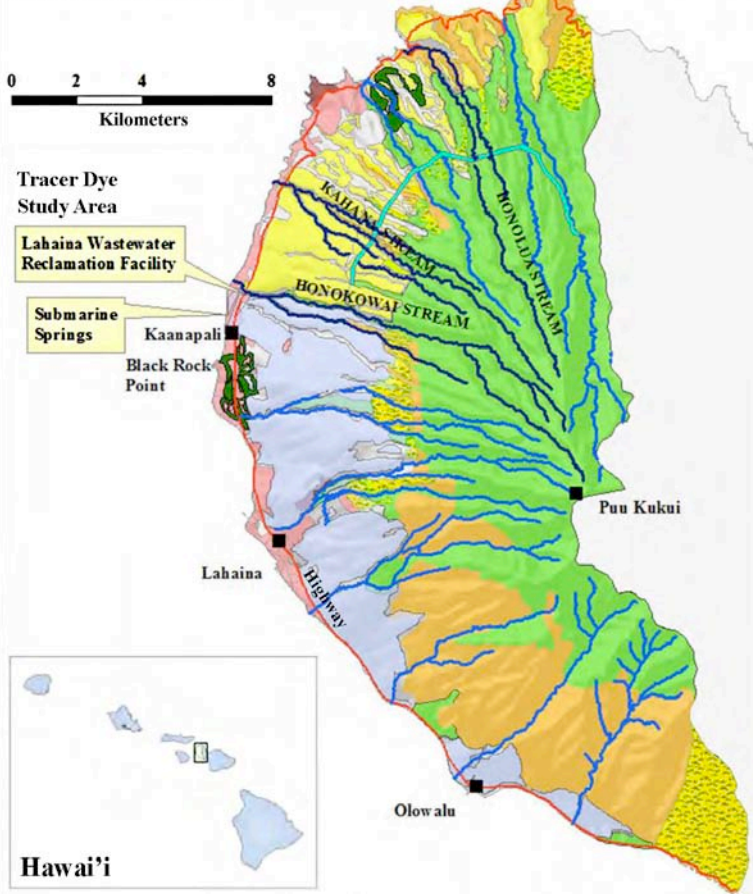 0 2 4 8
Kilometers
Tracer Dye
Study Area
Lahaina Wastewater
Reclamation Facility
Submarine
Springs
Kaanapali
Black Rock
Point
KAHANA STREAM
HONOLUA STREAM
HONOKOWAI STREAM
Puu Kukui
Lahaina
Highway
Olowalu
Hawai'i